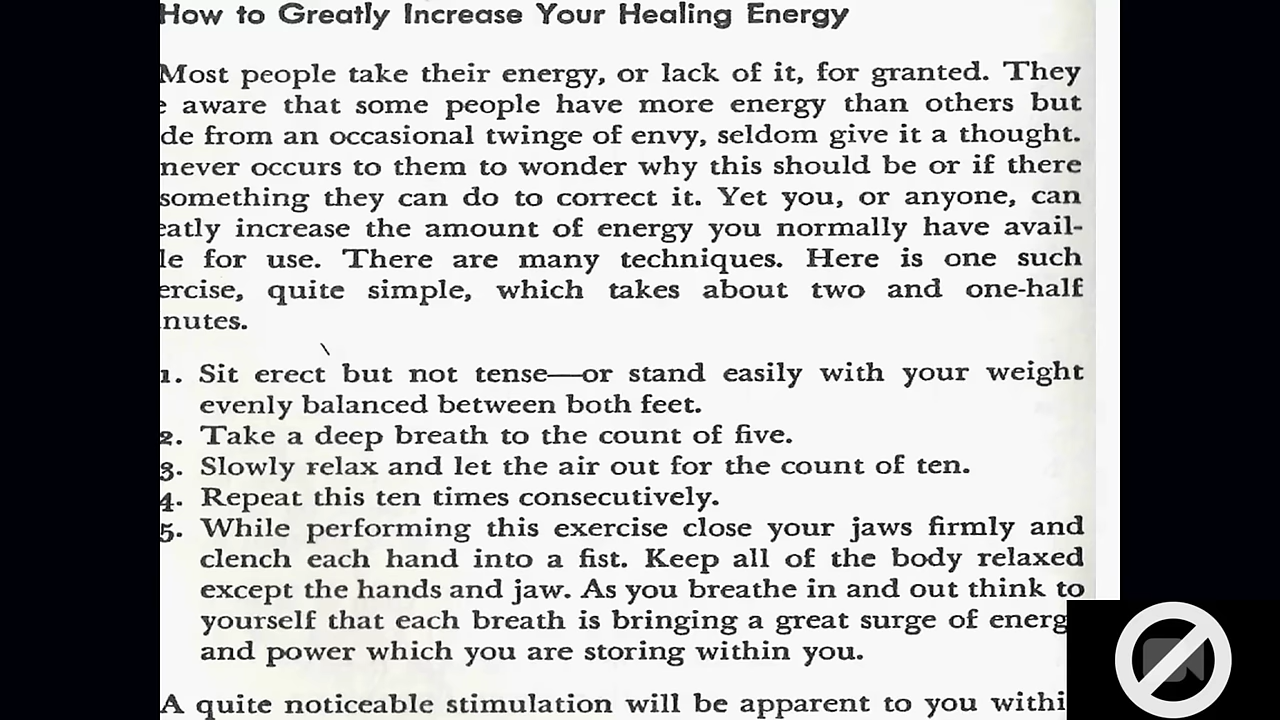 How to Greatly Increase Your Healing Energy
Most people take their energy, or lack of it, for granted. They
e aware that some people have more energy than others but
de from an occasional twinge of envy, seldom give it a thought.
never occurs to them to wonder why this should be or if there
something they can do to correct it. Yet you, or anyone, can
eatly increase the amount of energy you normally have avail-
le for use. There are many techniques. Here is one such
ercise, quite simple, which takes about two and one-half
nutes.
1. Sit erect but not tense—or stand easily with your weight
evenly balanced between both feet.
2. Take a deep breath to the count of five.
3. Slowly relax and let the air out for the count of ten.
4. Repeat this ten times consecutively.
5. While performing this exercise close your jaws firmly and
clench each hand into a fist. Keep all of the body relaxed
except the hands and jaw. As you breathe in and out think to
yourself that each breath is bringing a great surge of energ
and power which you are storing within you.
A quite noticeable stimulation will be apparent to you withi